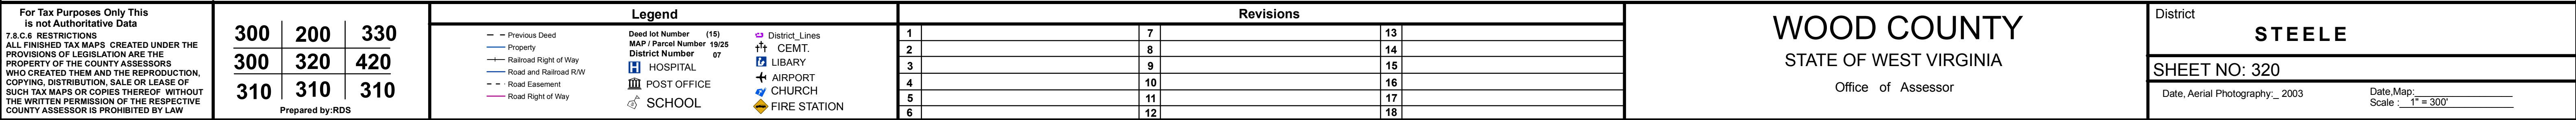 For Tax Purposes Only This
is not Authoritative Data
7.8.C.6 RESTRICTIONS
ALL FINISHED TAX MAPS CREATED UNDER THE
PROVISIONS OF LEGISLATION ARE THE
PROPERTY OF THE COUNTY ASSESSORS
WHO CREATED THEM AND THE REPRODUCTION,
COPYING, DISTRIBUTION, SALE OR LEASE OF
SUCH TAX MAPS OR COPIES THEREOF WITHOUT
THE WRITTEN PERMISSION OF THE RESPECTIVE
COUNTY ASSESSOR IS PROHIBITED BY LAW
300 200 330
300 320 420
310 310 310
Prepared by:RDS
Legend
Previous Deed
Property
Railroad Right of Way
Road and Railroad R/W
Road Easement
Road Right of Way
Deed lot Number (15)
MAP / Parcel Number 19/25
District Number 07
H HOSPITAL
POST OFFICE
SCHOOL
District_Lines
CEMT.
LIBARY
AIRPORT
CHURCH
FIRE STATION
Revisions
1 7 13
2 8 14
3 9 15
4 10 16
5 11 17
6 12 18
WOOD COUNTY
STATE OF WEST VIRGINIA
Office of Assessor
District
STEELE
SHEET NO: 320
Date, Aerial Photography:_ 2003
Date,Map:
Scale : 1" = 300'